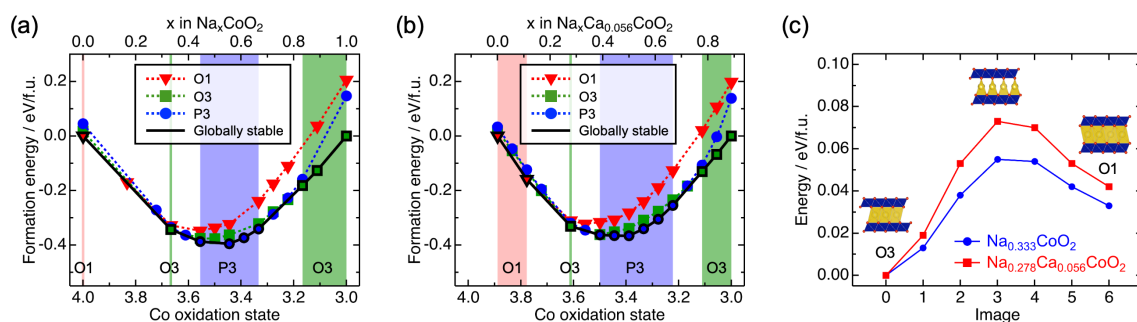 (a)
x in NaₓCoO₂
0.0 0.2 0.4 0.6 0.8 1.0
Formation energy / eV/f.u.
0.2
0.0
-0.2
-0.4
O1
O3
P3
Globally stable
O1 O3 P3 O3
4.0 3.8 3.6 3.4 3.2 3.0
Co oxidation state
(b)
x in NaₓCa₀.₀₅₆CoO₂
0.0 0.2 0.4 0.6 0.8
Formation energy / eV/f.u.
0.2
0.0
-0.2
-0.4
O1
O3
P3
Globally stable
O1 O3 P3 O3
4.0 3.8 3.6 3.4 3.2 3.0
Co oxidation state
(c)
Energy / eV/f.u.
0.10
0.08
0.06
0.04
0.02
0.00
O1
O3
Na₀.₃₃₃CoO₂
Na₀.₂₇₈Ca₀.₀₅₆CoO₂
0 1 2 3 4 5 6
Image